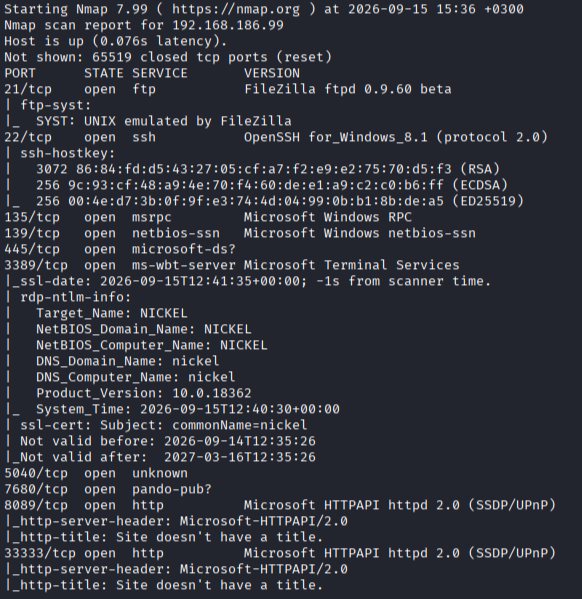 Starting Nmap 7.99 ( https://nmap.org ) at 2026-09-15 15:36 +0300
Nmap scan report for 192.168.186.99
Host is up (0.076s latency).
Not shown: 65519 closed tcp ports (reset)
PORT      STATE SERVICE       VERSION
21/tcp    open  ftp           FileZilla ftpd 0.9.60 beta
| ftp-syst:
|_  SYST: UNIX emulated by FileZilla
22/tcp    open  ssh           OpenSSH for_Windows_8.1 (protocol 2.0)
| ssh-hostkey:
|   3072 86:84:fd:d5:43:27:05:cf:a7:f2:e9:e2:75:70:d5:f3 (RSA)
|   256 9c:93:cf:48:a9:4e:70:f4:60:de:e1:a9:c2:c0:b6:ff (ECDSA)
|_  256 00:4e:d7:3b:0f:9f:e3:74:4d:04:99:0b:b1:8b:de:a5 (ED25519)
135/tcp   open  msrpc         Microsoft Windows RPC
139/tcp   open  netbios-ssn   Microsoft Windows netbios-ssn
445/tcp   open  microsoft-ds?
3389/tcp  open  ms-wbt-server Microsoft Terminal Services
|_ssl-date: 2026-09-15T12:41:35+00:00; -1s from scanner time.
| rdp-ntlm-info:
|   Target_Name: NICKEL
|   NetBIOS_Domain_Name: NICKEL
|   NetBIOS_Computer_Name: NICKEL
|   DNS_Domain_Name: nickel
|   DNS_Computer_Name: nickel
|   Product_Version: 10.0.18362
|_  System_Time: 2026-09-15T12:40:30+00:00
| ssl-cert: Subject: commonName=nickel
| Not valid before: 2026-09-14T12:35:26
|_Not valid after:  2027-03-16T12:35:26
5040/tcp  open  unknown
7680/tcp  open  pando-pub?
8089/tcp  open  http          Microsoft HTTPAPI httpd 2.0 (SSDP/UPnP)
|_http-server-header: Microsoft-HTTPAPI/2.0
|_http-title: Site doesn't have a title.
33333/tcp open  http          Microsoft HTTPAPI httpd 2.0 (SSDP/UPnP)
|_http-server-header: Microsoft-HTTPAPI/2.0
|_http-title: Site doesn't have a title.